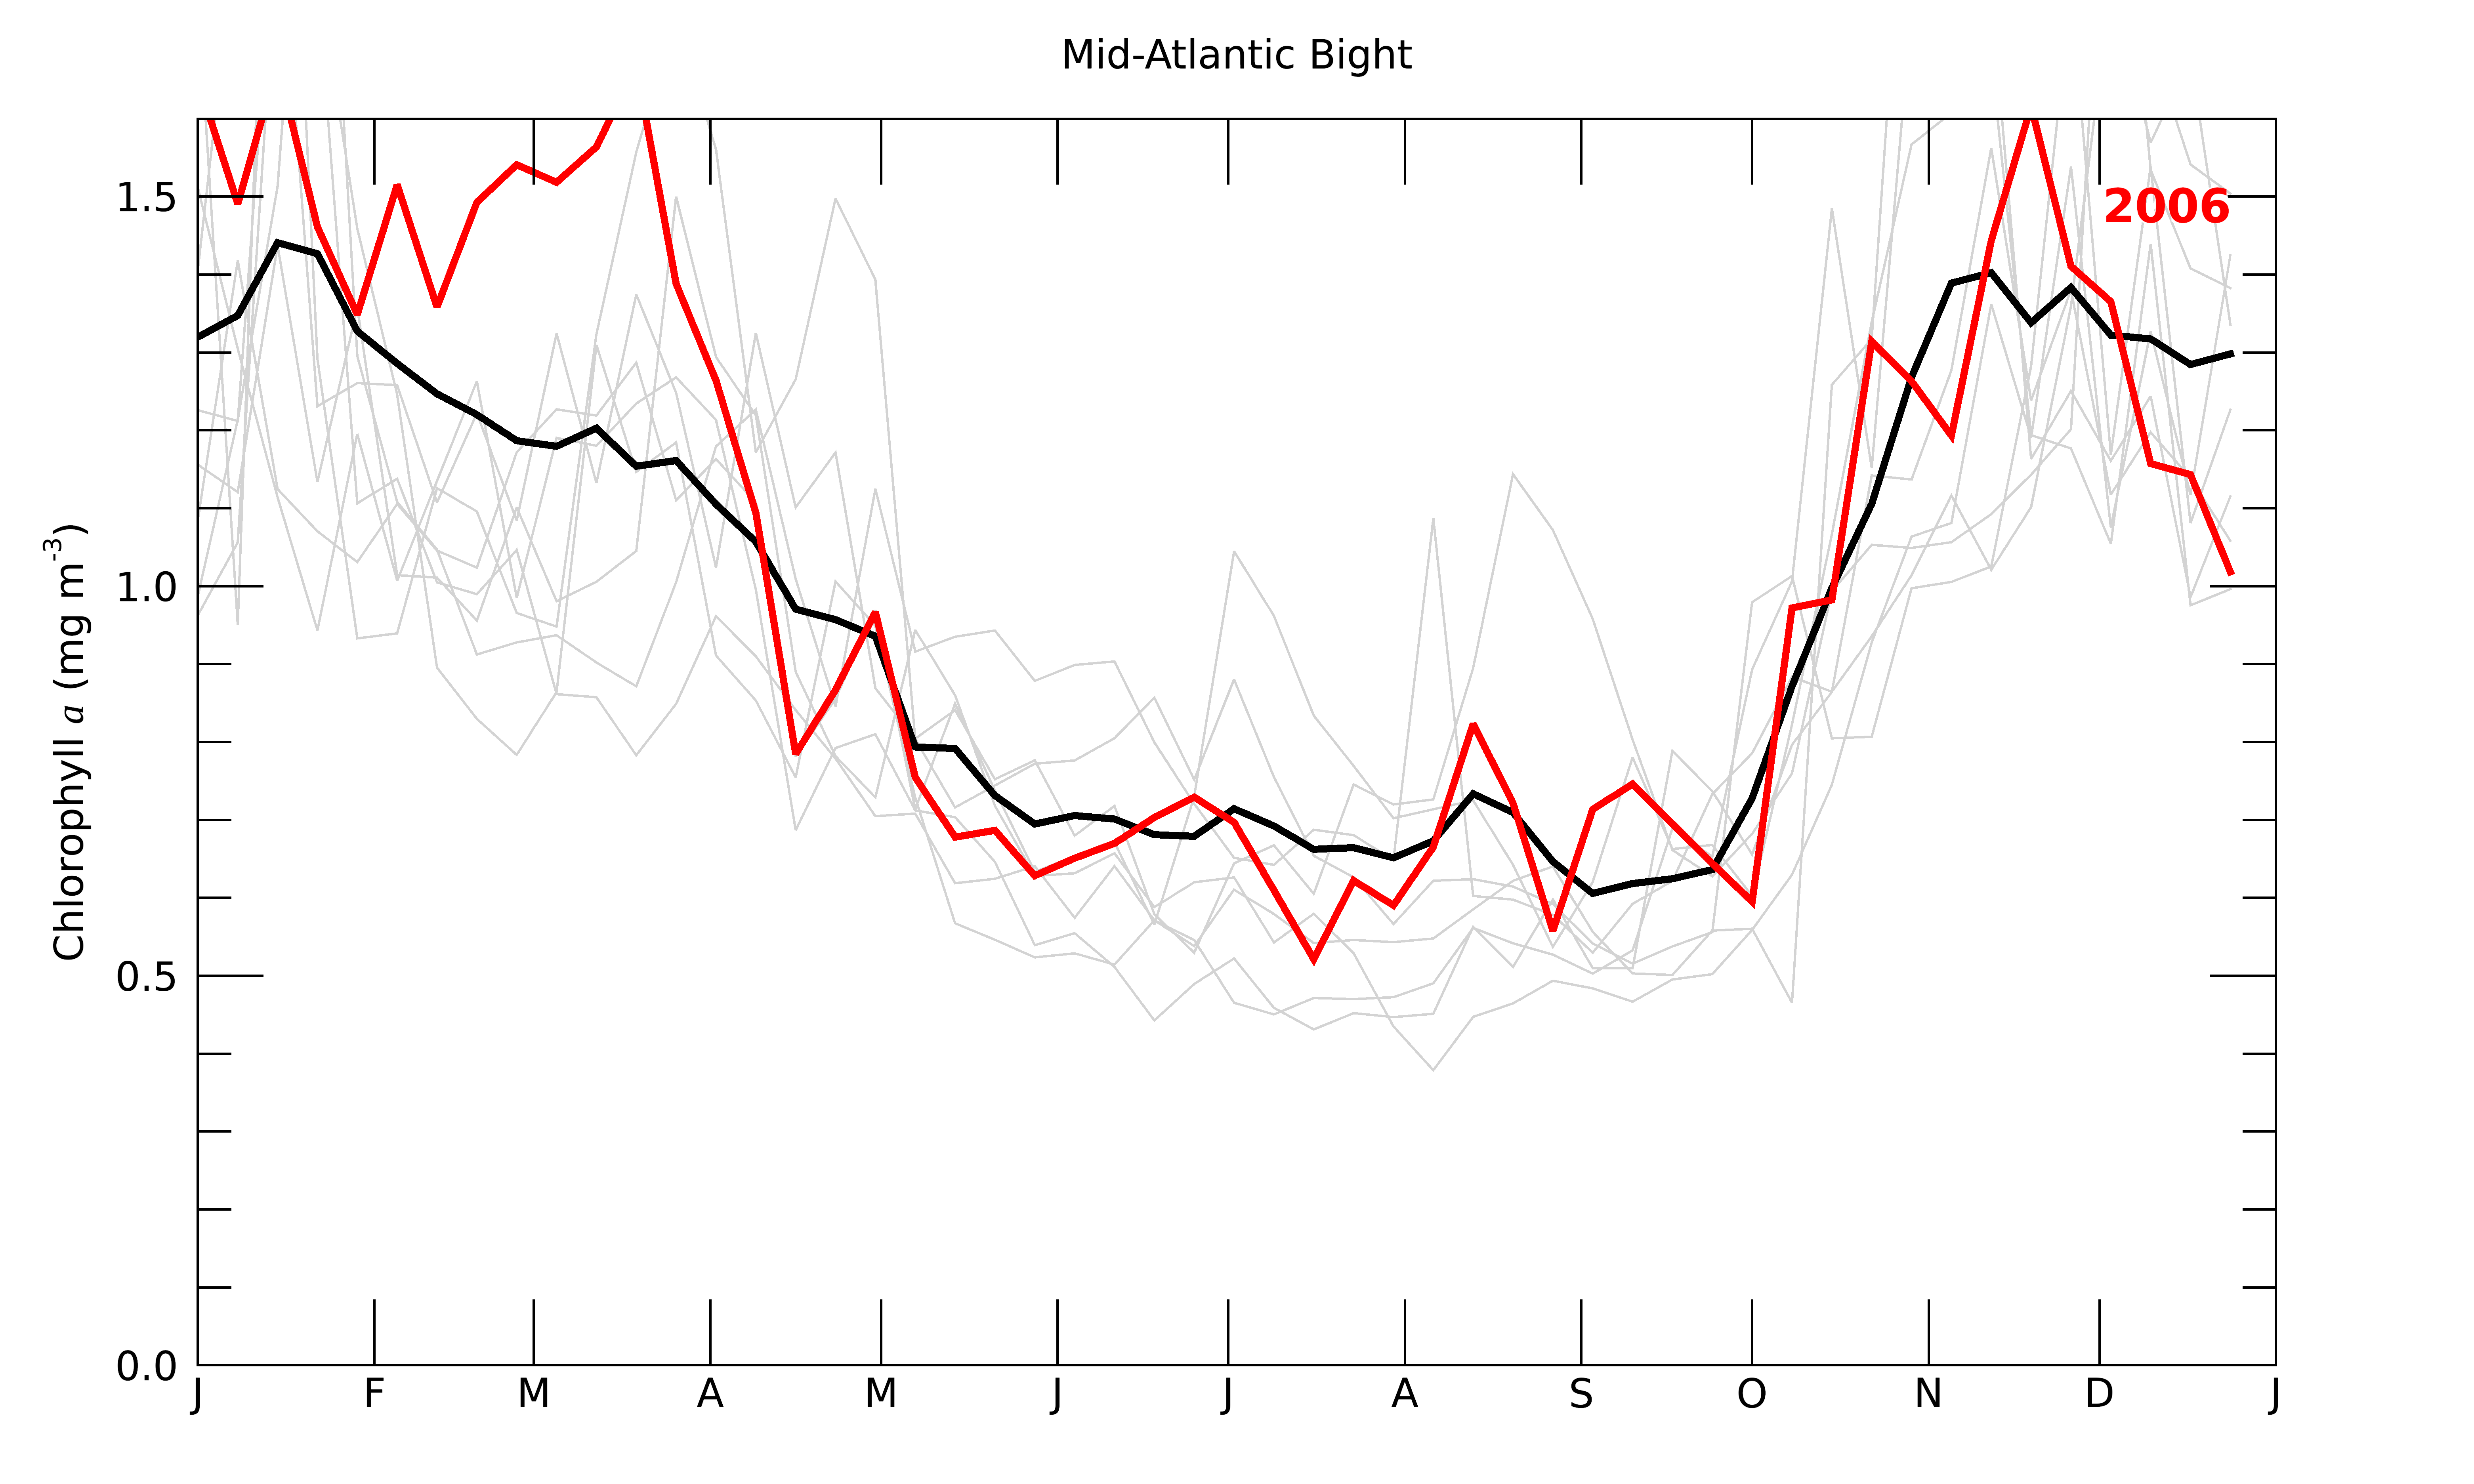 Mid-Atlantic Bight
Chlorophyll a (mg m⁻³)
1.5
1.0
0.5
0.0
2006
J F M A M J J A S O N D J